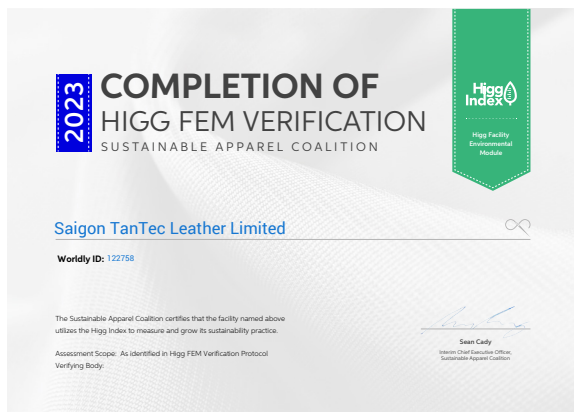 2023
COMPLETION OF
HIGG FEM VERIFICATION
SUSTAINABLE APPAREL COALITION
Higg
Index
Higg Facility
Environmental
Module
Saigon TanTec Leather Limited
Worldly ID: 122758
The Sustainable Apparel Coalition certifies that the facility named above
utilizes the Higg Index to measure and grow its sustainability practice.
Assessment Scope: As identified in Higg FEM Verification Protocol
Verifying Body:
Sean Cady
Interim Chief Executive Officer,
Sustainable Apparel Coalition